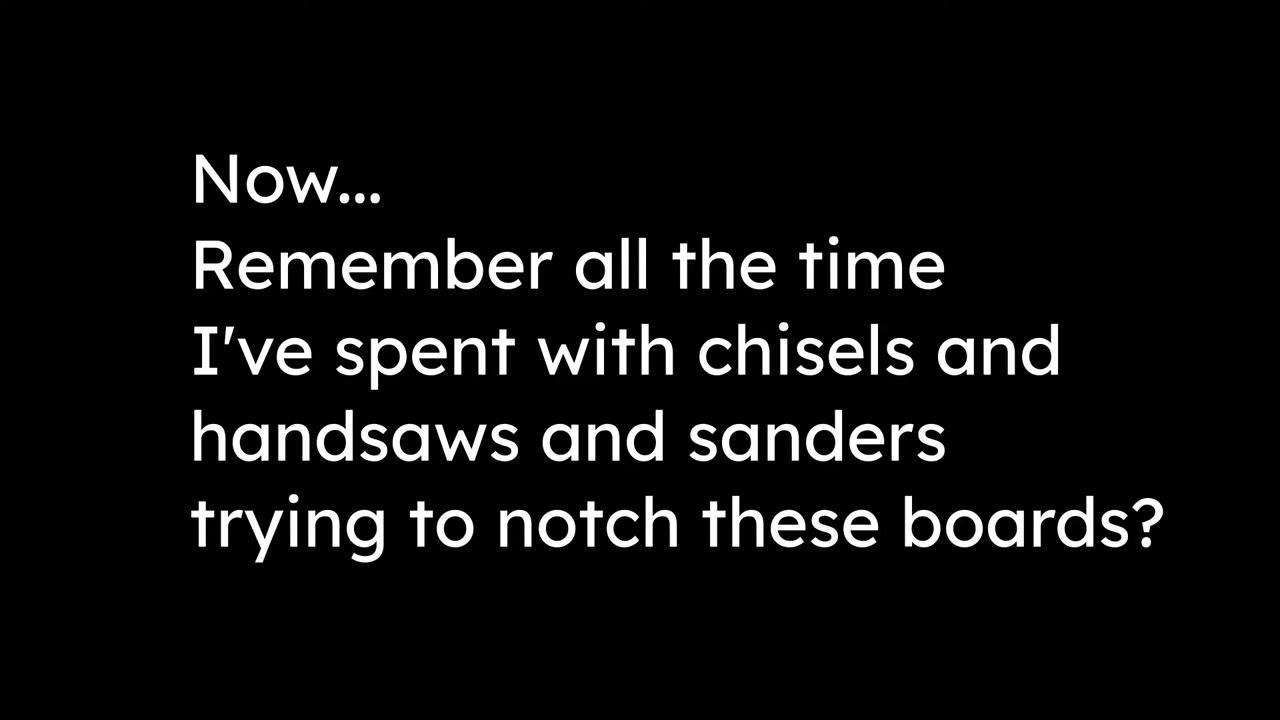 Now...
Remember all the time
I've spent with chisels and
handsaws and sanders
trying to notch these boards?